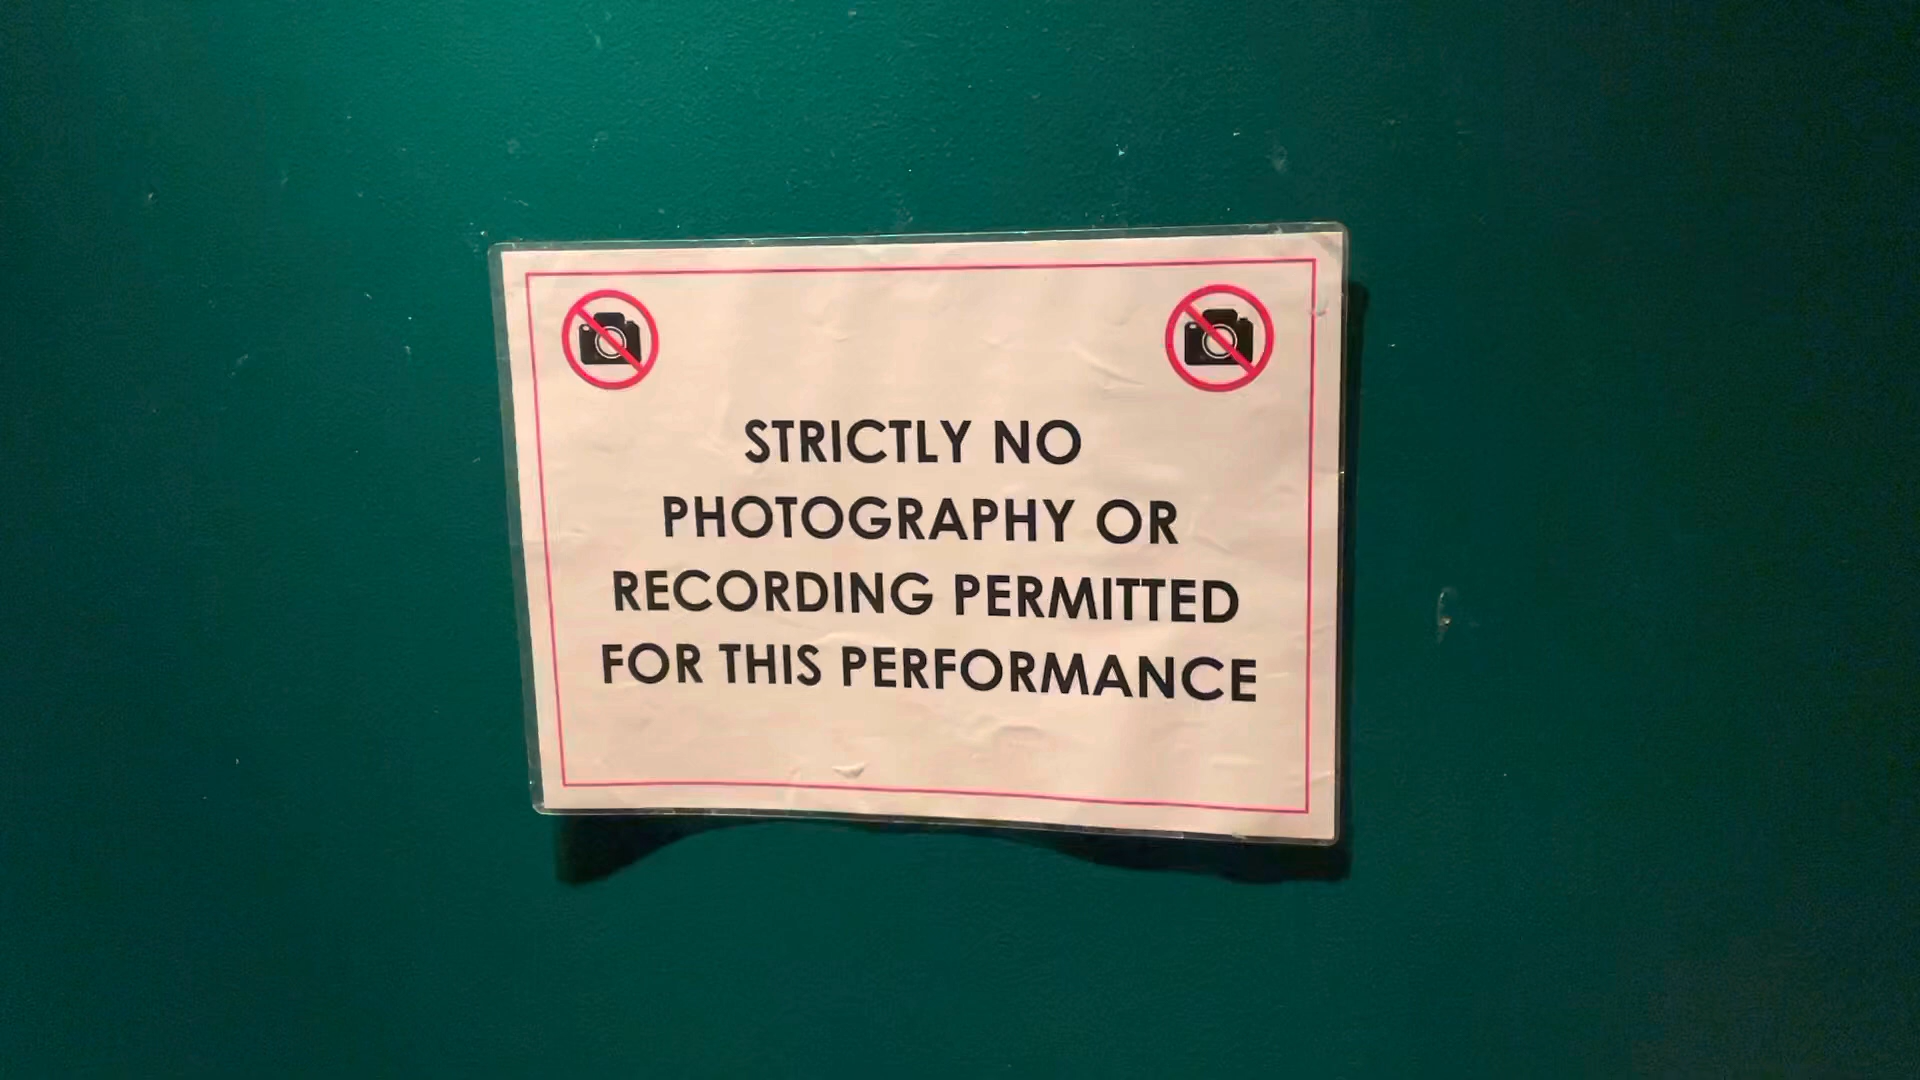 STRICTLY NO
PHOTOGRAPHY OR
RECORDING PERMITTED
FOR THIS PERFORMANCE